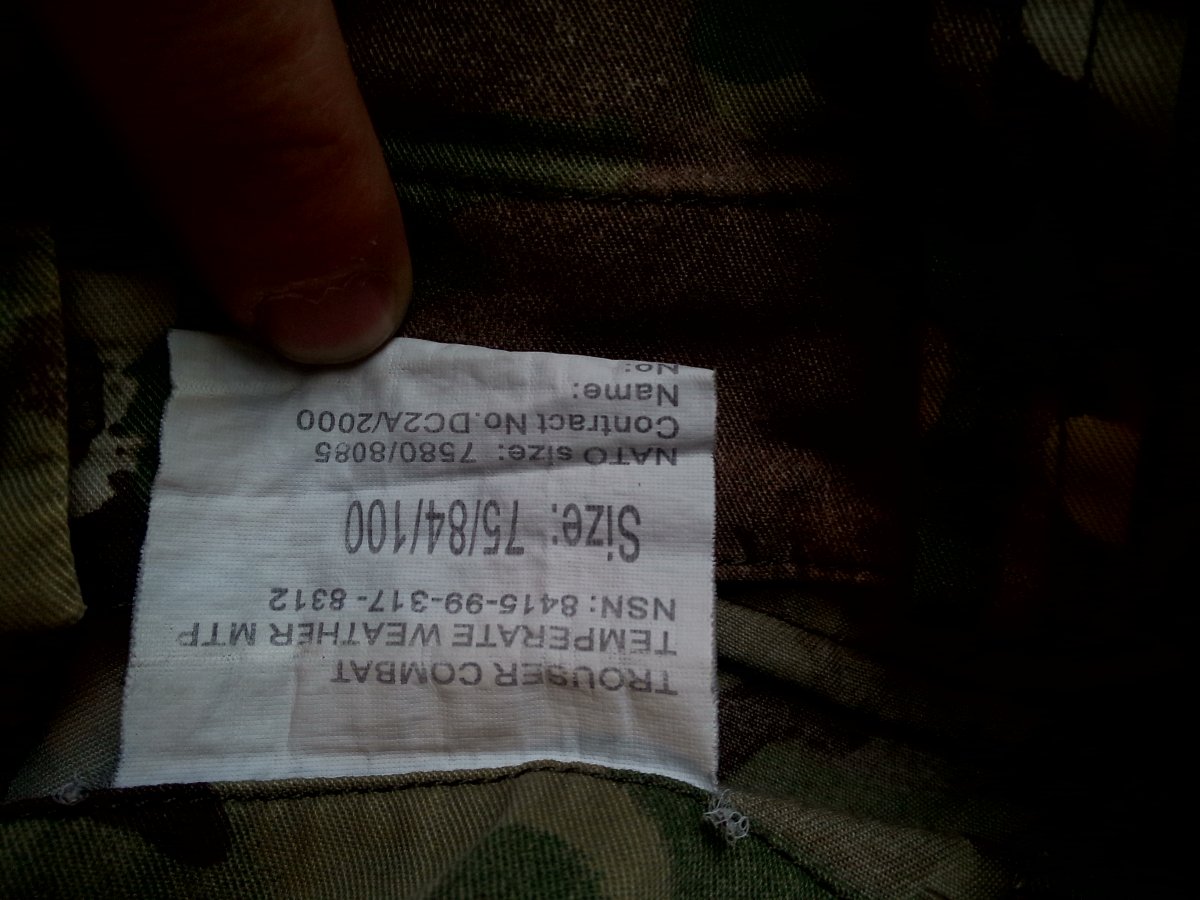 TROUSER COMBAT
TEMPERATE WEATHER MTP
NSN: 8415-99-317- 8312
Size: 75/84/100
NATO size: 7580/8085
Contract No.DC2A/2000
Name:
No: